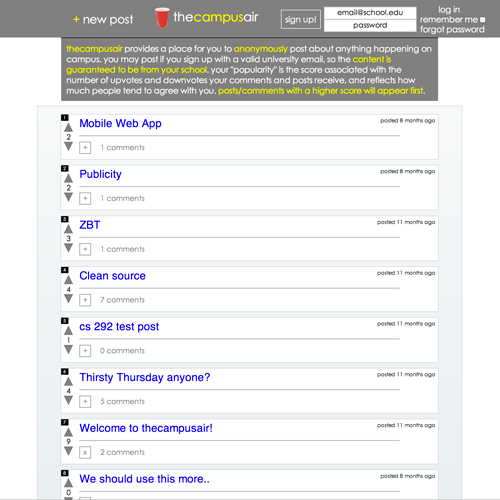 + new post
thecampusair
sign up!
email@school.edu
password
log in
remember me
forgot password
thecampusair provides a place for you to anonymously post about anything happening on
campus. you may post if you sign up with a valid university email, so the content is
guaranteed to be from your school. your "popularity" is the score associated with the
number of upvotes and downvotes your comments and posts receive, and reflects how
much people tend to agree with you. posts/comments with a higher score will appear first.
1
Mobile Web App
posted 8 months ago
2
+ 1 comments
2
Publicity
posted 8 months ago
2
+ 1 comments
3
ZBT
posted 11 months ago
3
+ 1 comments
4
Clean source
posted 11 months ago
4
+ 7 comments
5
cs 292 test post
posted 11 months ago
1
+ 0 comments
6
Thirsty Thursday anyone?
posted 11 months ago
4
+ 5 comments
7
Welcome to thecampusair!
posted 11 months ago
9
x 2 comments
8
We should use this more..
posted 8 months ago
0